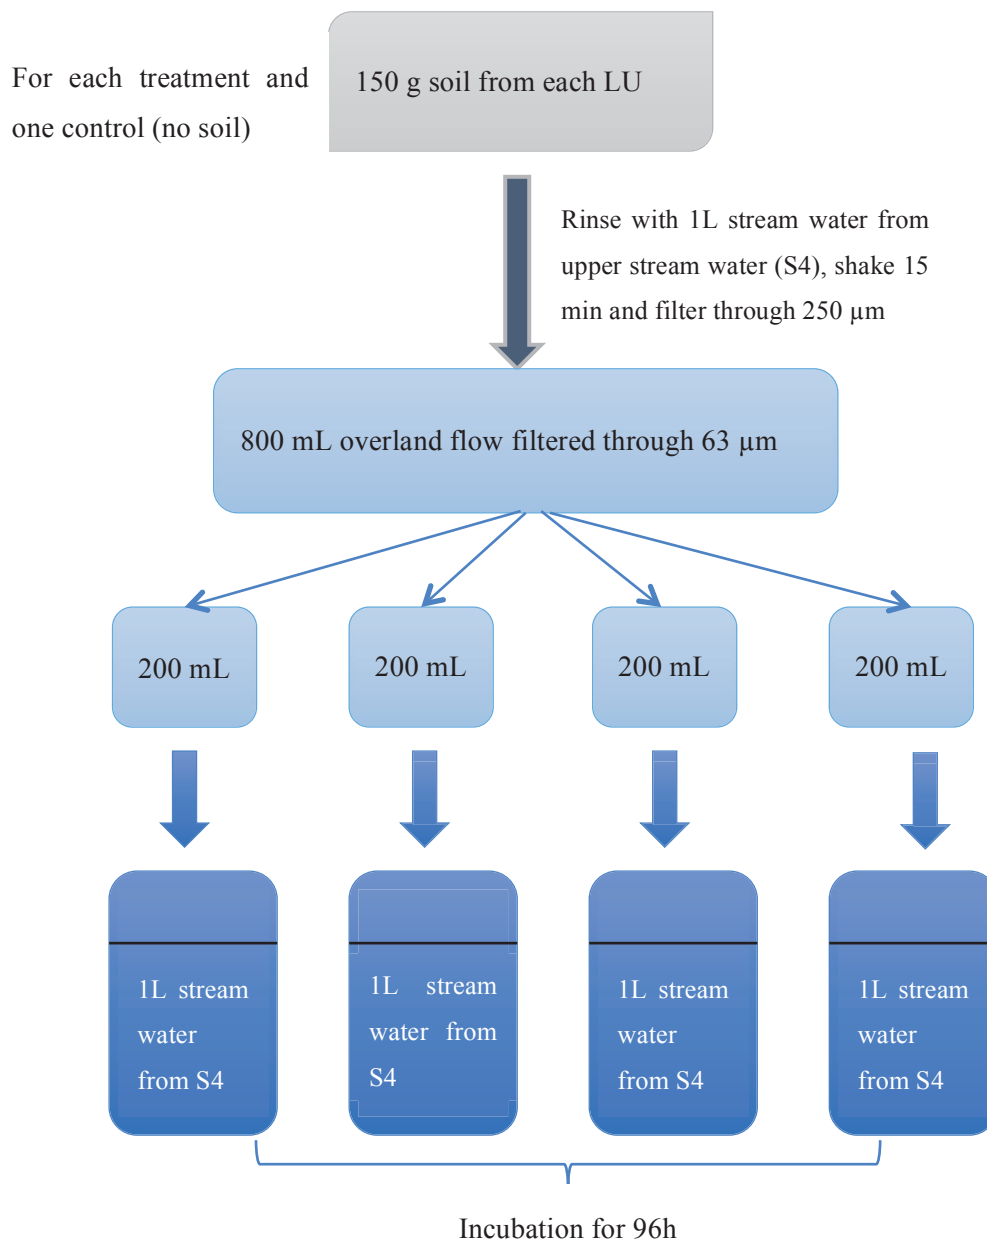 For each treatment and
one control (no soil)
150 g soil from each LU
Rinse with 1L stream water from
upper stream water (S4), shake 15
min and filter through 250 µm
800 mL overland flow filtered through 63 µm
200 mL
200 mL
200 mL
200 mL
1L stream
water
from S4
1L stream
water from
S4
1L stream
water
from S4
1L stream
water
from S4
Incubation for 96h